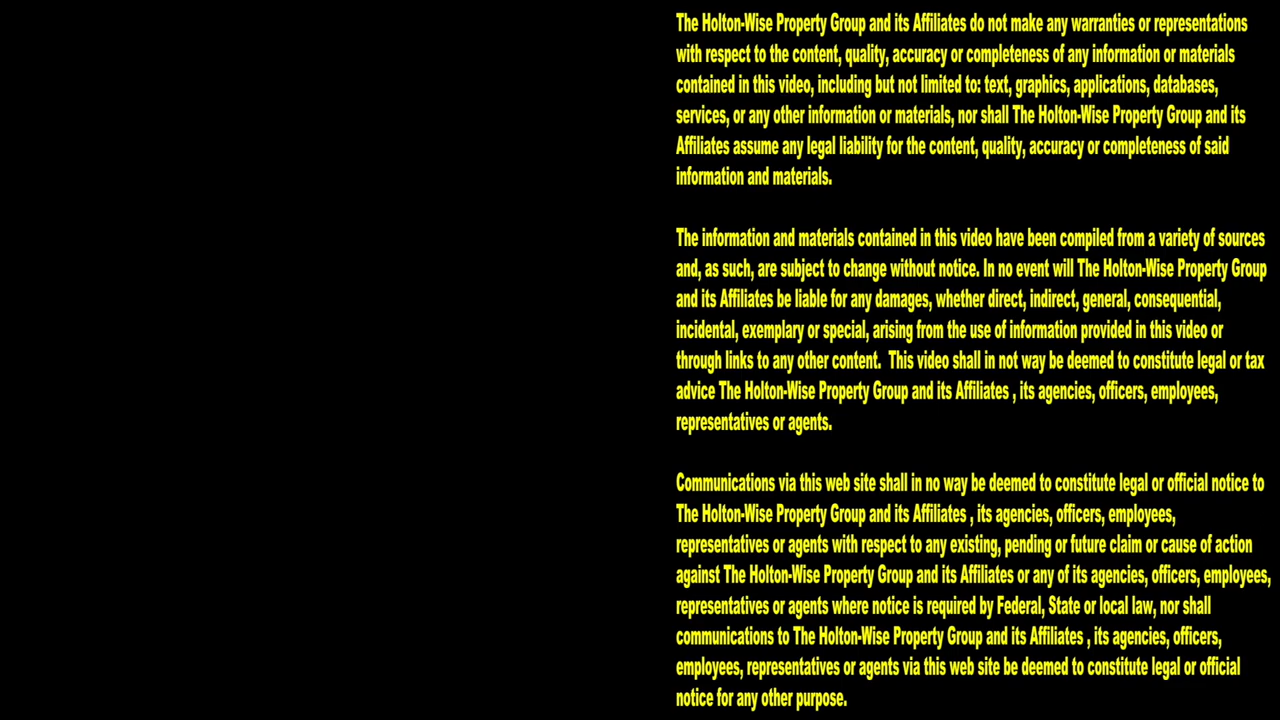 The Holton-Wise Property Group and its Affiliates do not make any warranties or representations
with respect to the content, quality, accuracy or completeness of any information or materials
contained in this video, including but not limited to: text, graphics, applications, databases,
services, or any other information or materials, nor shall The Holton-Wise Property Group and its
Affiliates assume any legal liability for the content, quality, accuracy or completeness of said
information and materials.
The information and materials contained in this video have been compiled from a variety of sources
and, as such, are subject to change without notice. In no event will The Holton-Wise Property Group
and its Affiliates be liable for any damages, whether direct, indirect, general, consequential,
incidental, exemplary or special, arising from the use of information provided in this video or
through links to any other content.  This video shall in not way be deemed to constitute legal or tax
advice The Holton-Wise Property Group and its Affiliates , its agencies, officers, employees,
representatives or agents.
Communications via this web site shall in no way be deemed to constitute legal or official notice to
The Holton-Wise Property Group and its Affiliates , its agencies, officers, employees,
representatives or agents with respect to any existing, pending or future claim or cause of action
against The Holton-Wise Property Group and its Affiliates or any of its agencies, officers, employees,
representatives or agents where notice is required by Federal, State or local law, nor shall
communications to The Holton-Wise Property Group and its Affiliates , its agencies, officers,
employees, representatives or agents via this web site be deemed to constitute legal or official
notice for any other purpose.